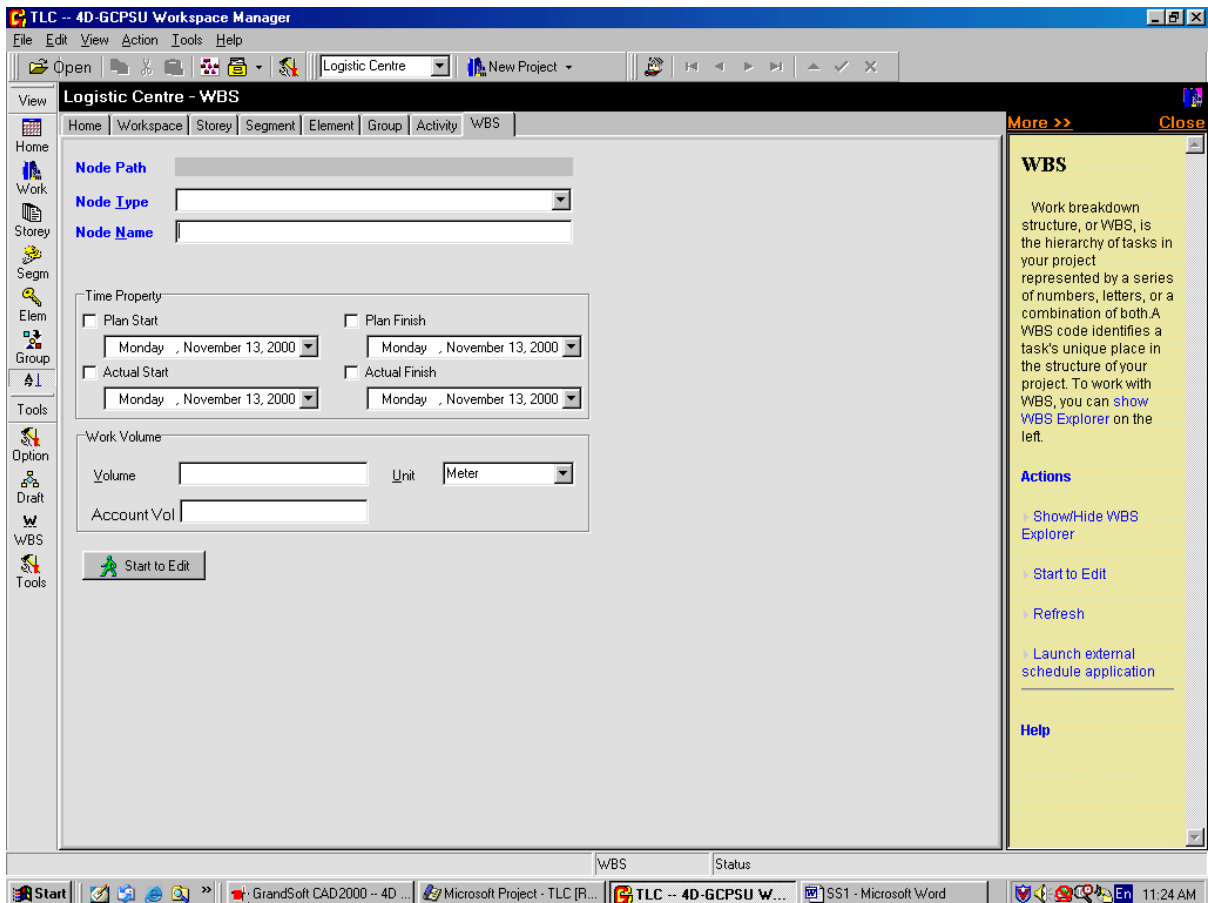 TLC -- 4D-GCPSU Workspace Manager
File Edit View Action Tools Help
Open Logistic Centre New Project
View Logistic Centre - WBS
Home Workspace Storey Segment Element Group Activity WBS
More >> Close
Home
Work
Storey
Segm
Elem
Group
Tools
Option
Draft
WBS
Tools
Node Path
Node Type
Node Name
Time Property
Plan Start Plan Finish
Monday , November 13, 2000 Monday , November 13, 2000
Actual Start Actual Finish
Monday , November 13, 2000 Monday , November 13, 2000
Work Volume
Volume Unit Meter
Account Vol
Start to Edit
WBS
Work breakdown
structure, or WBS, is
the hierarchy of tasks in
your project
represented by a series
of numbers, letters, or a
combination of both.A
WBS code identifies a
task's unique place in
the structure of your
project. To work with
WBS, you can show
WBS Explorer on the
left.
Actions
Show/Hide WBS
Explorer
Start to Edit
Refresh
Launch external
schedule application
Help
WBS Status
Start » GrandSoft CAD2000 -- 4D ... Microsoft Project - TLC [R... TLC -- 4D-GCPSU W... SS1 - Microsoft Word En 11:24 AM